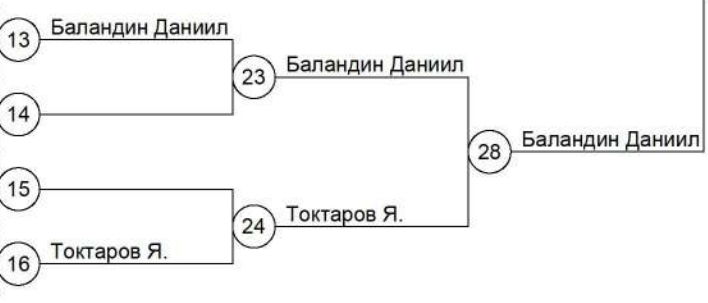 13 Баландин Даниил
23 Баландин Даниил
14
28 Баландин Даниил
15
24 Токтаров Я.
16 Токтаров Я.